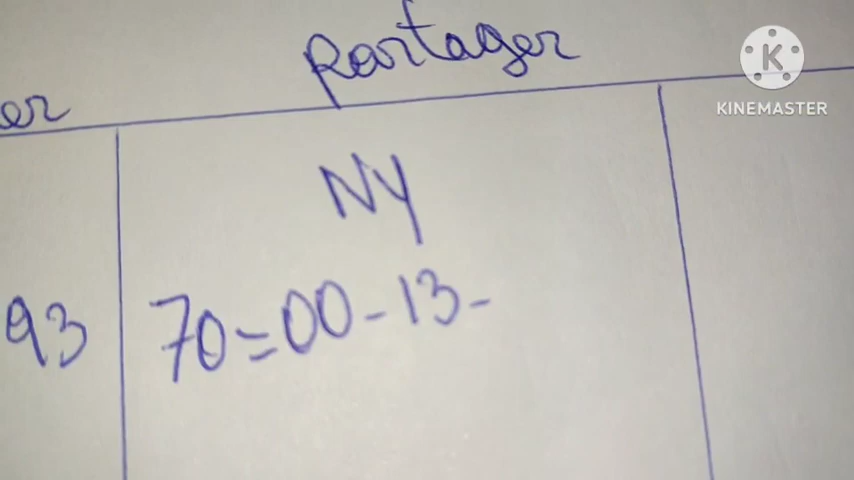 partager
er
NY
93 70=00-13-
KINEMASTER